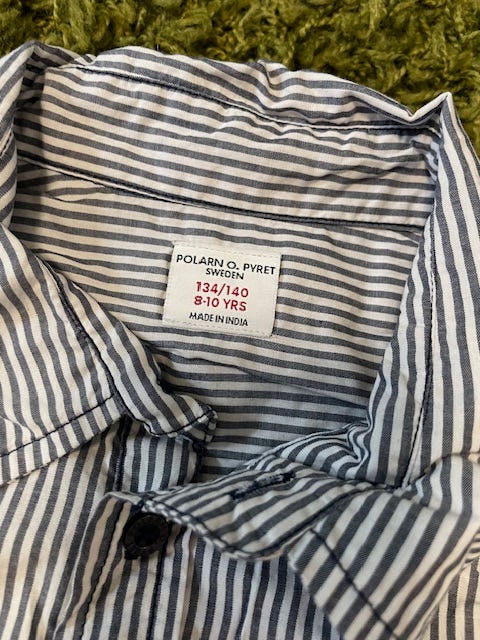 POLARN O. PYRET
SWEDEN
134/140
8-10 YRS
MADE IN INDIA